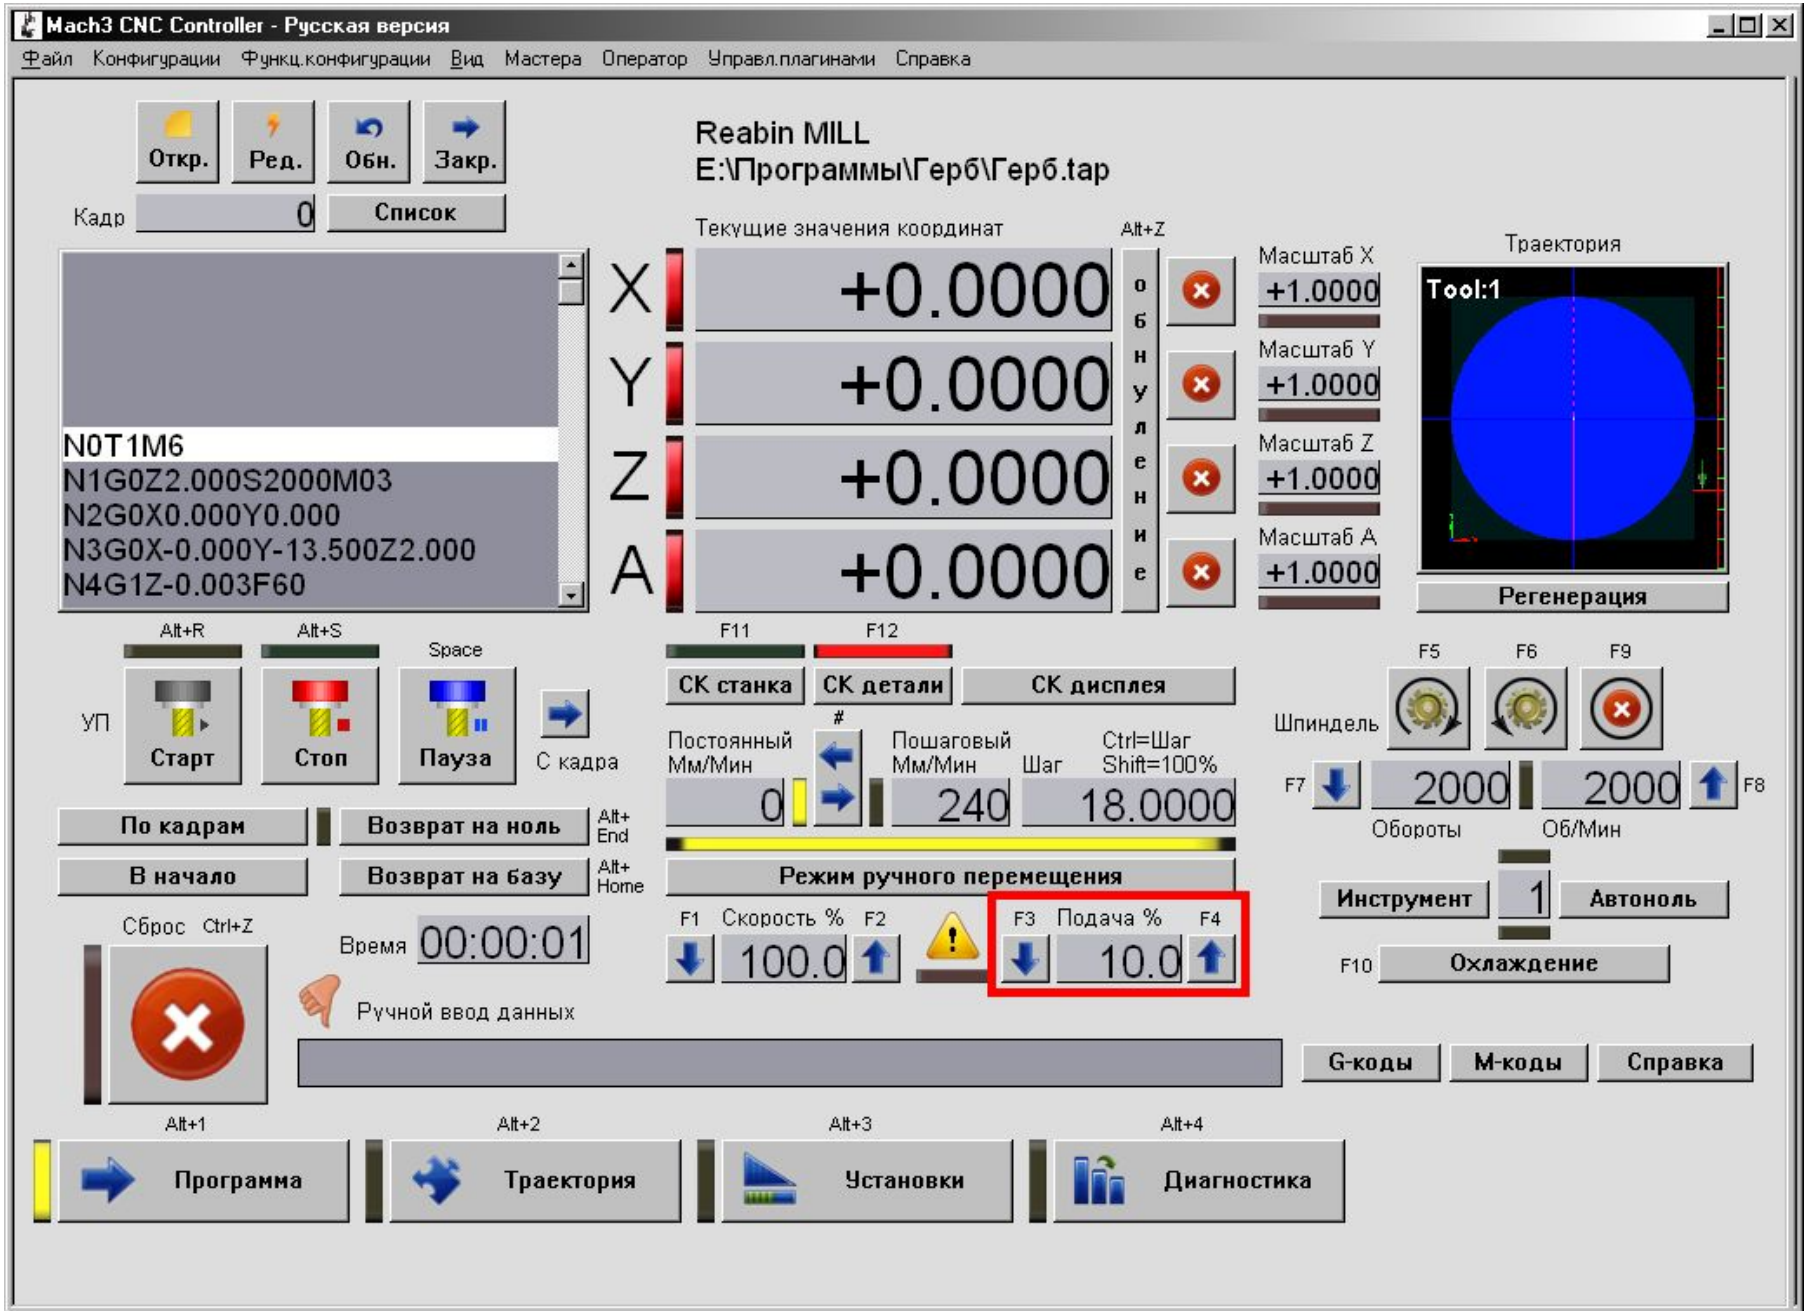 Mach3 CNC Controller - Русская версия
Файл Конфигурации Функц.конфигурации Вид Мастера Оператор Управл.плагинами Справка
Откр. Ред. Обн. Закр.
Reabin MILL
E:\Программы\Герб\Герб.tap
Кадр 0 Список
Текущие значения координат Alt+Z
Траектория
N0T1M6
N1G0Z2.000S2000M03
N2G0X0.000Y0.000
N3G0X-0.000Y-13.500Z2.000
N4G1Z-0.003F60
X +0.0000
Y +0.0000
Z +0.0000
A +0.0000
обнуление
Масштаб X
+1.0000
Масштаб Y
+1.0000
Масштаб Z
+1.0000
Масштаб A
+1.0000
Tool:1
Регенерация
Alt+R Alt+S Space
УП Старт Стоп Пауза С кадра
F11 F12
СК станка СК детали СК дисплея
#
Постоянный Мм/Мин
0
Пошаговый Мм/Мин
240
Шаг
Ctrl=Шаг
Shift=100%
18.0000
F5 F6 F9
Шпиндель
F7 2000 2000 F8
Обороты Об/Мин
По кадрам Возврат на ноль Alt+ End
В начало Возврат на базу Alt+ Home
Режим ручного перемещения
Инструмент 1 Автоноль
F10 Охлаждение
Сброс Ctrl+Z
Время 00:00:01
F1 Скорость % F2
100.0
F3 Подача % F4
10.0
Ручной ввод данных
G-коды М-коды Справка
Alt+1 Alt+2 Alt+3 Alt+4
Программа Траектория Установки Диагностика